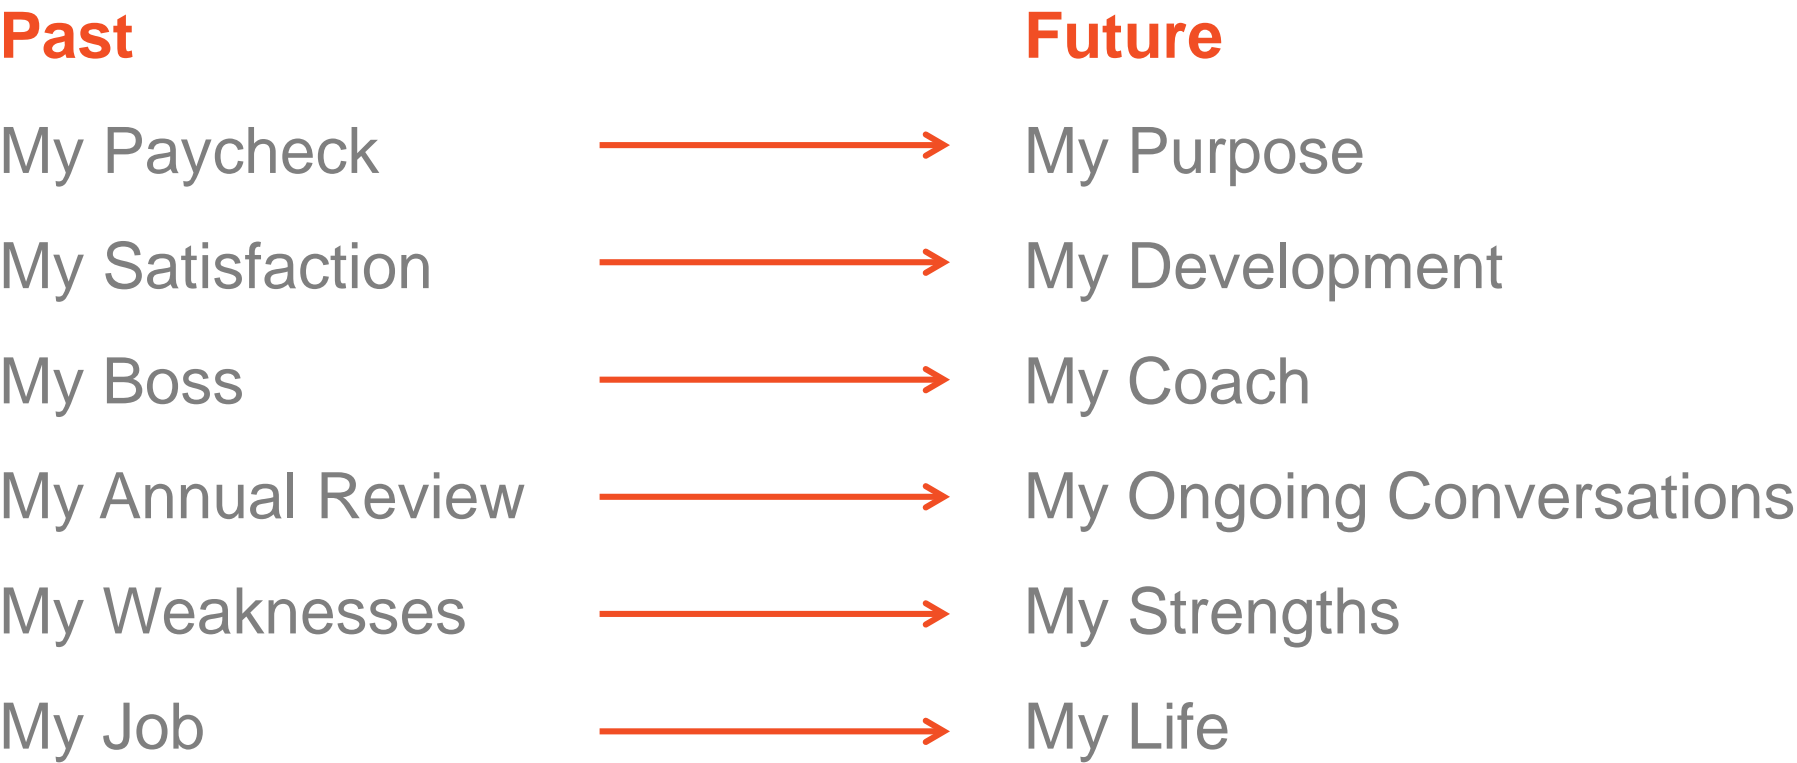 Past Future
My Paycheck My Purpose
My Satisfaction My Development
My Boss My Coach
My Annual Review My Ongoing Conversations
My Weaknesses My Strengths
My Job My Life